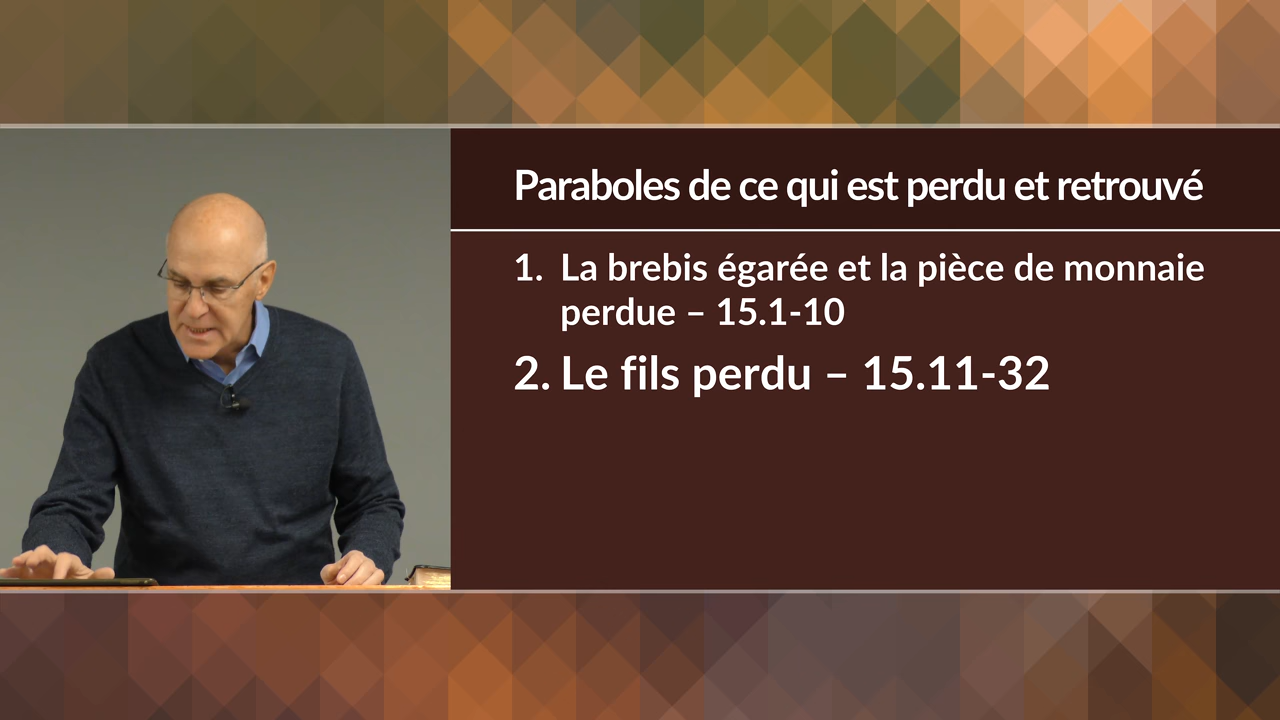 Paraboles de ce qui est perdu et retrouvé
1. La brebis égarée et la pièce de monnaie
perdue – 15.1-10
2. Le fils perdu – 15.11-32